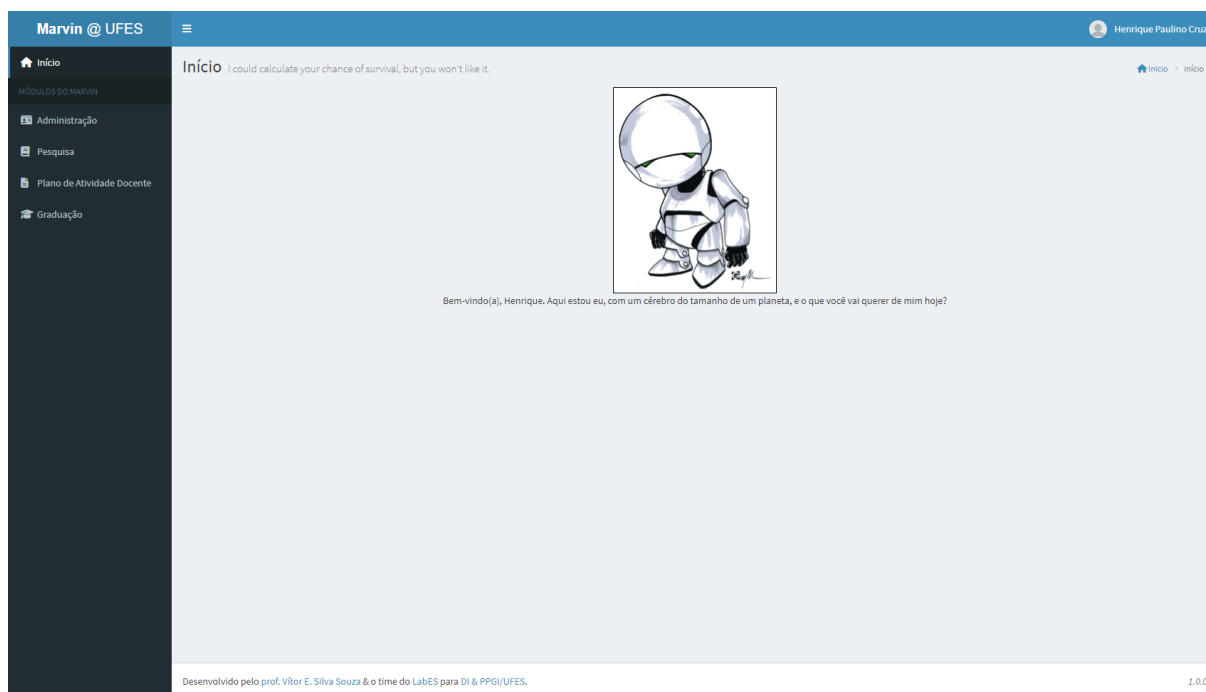 Marvin @ UFES
Henrique Paulino Cruz
Início
Início I could calculate your chance of survival, but you won't like it.
Início > Início
MÓDULOS DO MARVIN
Administração
Pesquisa
Plano de Atividade Docente
Graduação
Bem-vindo(a), Henrique. Aqui estou eu, com um cérebro do tamanho de um planeta, e o que você vai querer de mim hoje?
Desenvolvido pelo prof. Vítor E. Silva Souza & o time do LabES para DI & PPGI/UFES.
1.0.0